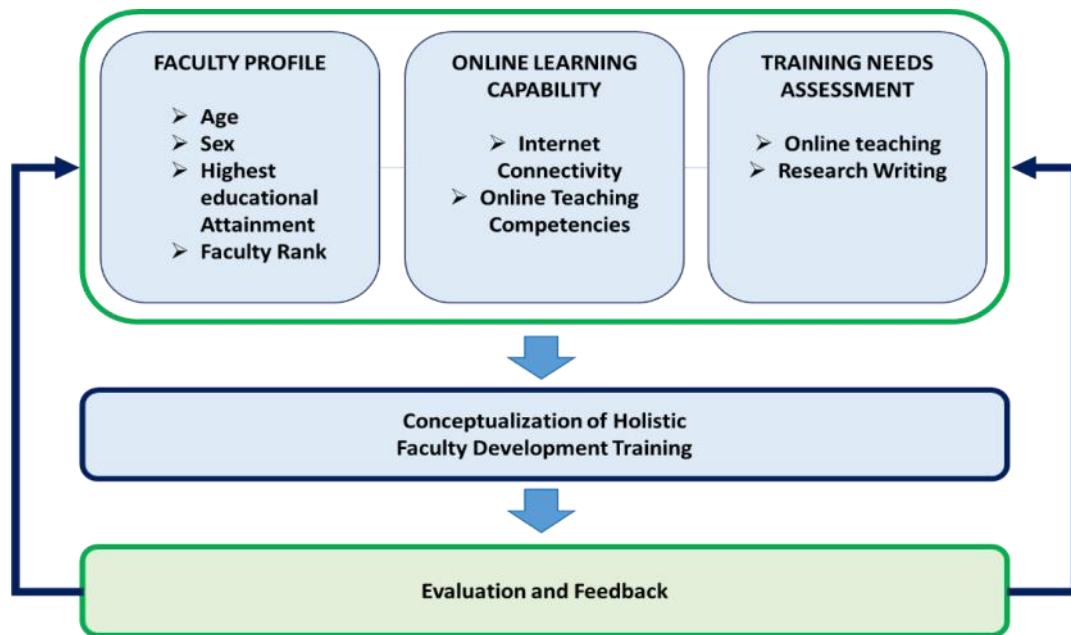 FACULTY PROFILE
➢ Age
➢ Sex
➢ Highest
educational
Attainment
➢ Faculty Rank
ONLINE LEARNING
CAPABILITY
➢ Internet
Connectivity
➢ Online Teaching
Competencies
TRAINING NEEDS
ASSESSMENT
➢ Online teaching
➢ Research Writing
Conceptualization of Holistic
Faculty Development Training
Evaluation and Feedback